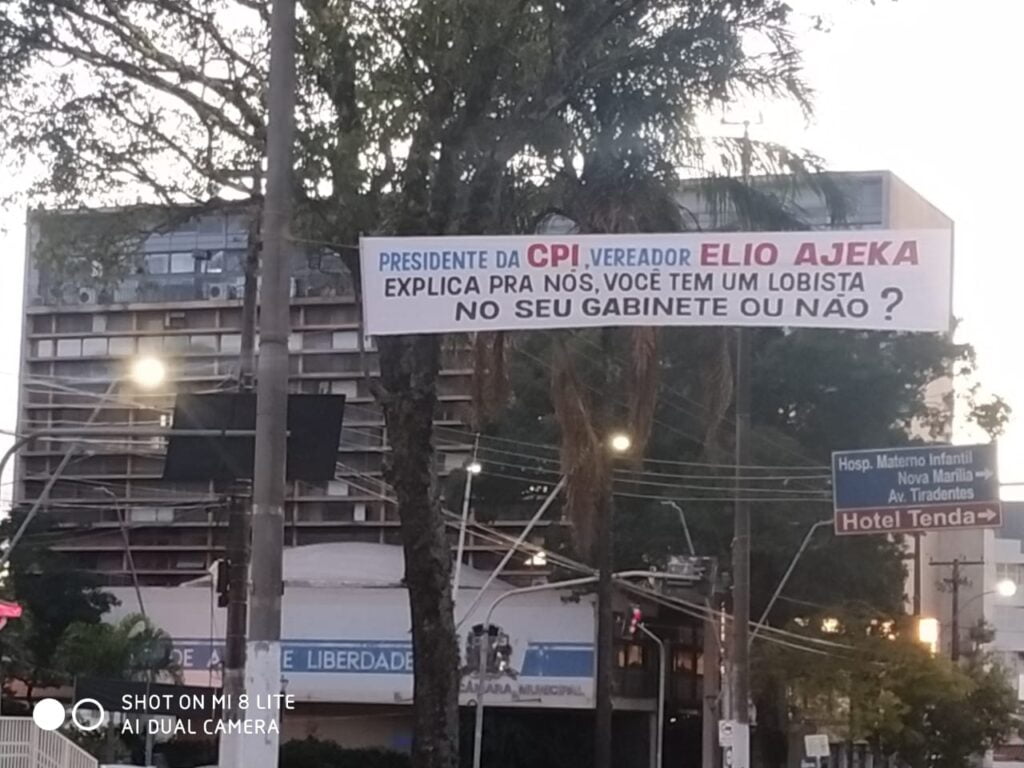 PRESIDENTE DA CPI, VEREADOR ELIO AJEKA
EXPLICA PRA NÓS, VOCÊ TEM UM LOBISTA
NO SEU GABINETE OU NÃO ?
Hosp. Materno Infantil
Nova Marília
Av. Tiradentes
Hotel Tenda
DE A E LIBERDADE
CÂMARA MUNICIPAL
SHOT ON MI 8 LITE
AI DUAL CAMERA